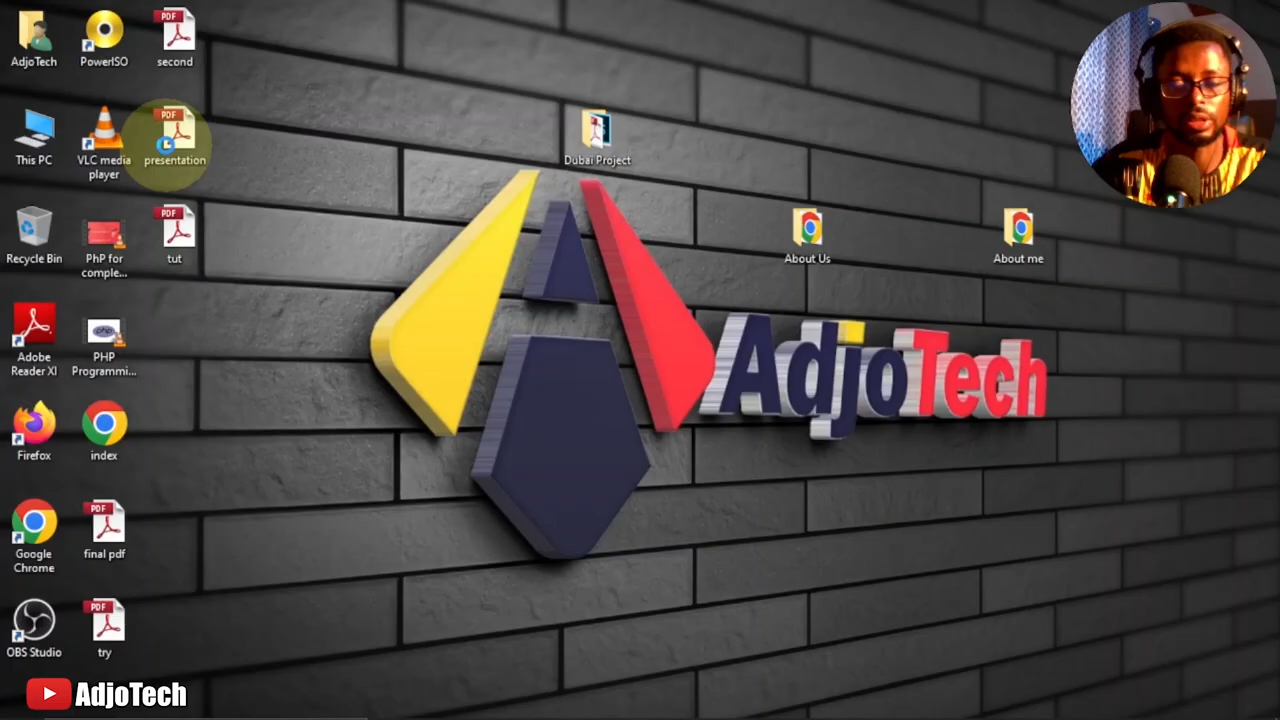 AdjoTech
PowerISO
PDF
second
This PC
VLC media
player
PDF
presentation
Dubai Project
Recycle Bin
PhP for
comple...
PDF
tut
About Us
About me
Adobe
Reader XI
php
PHP
Programmi...
AdjoTech
Firefox
index
Google
Chrome
PDF
final pdf
OBS Studio
PDF
try
AdjoTech